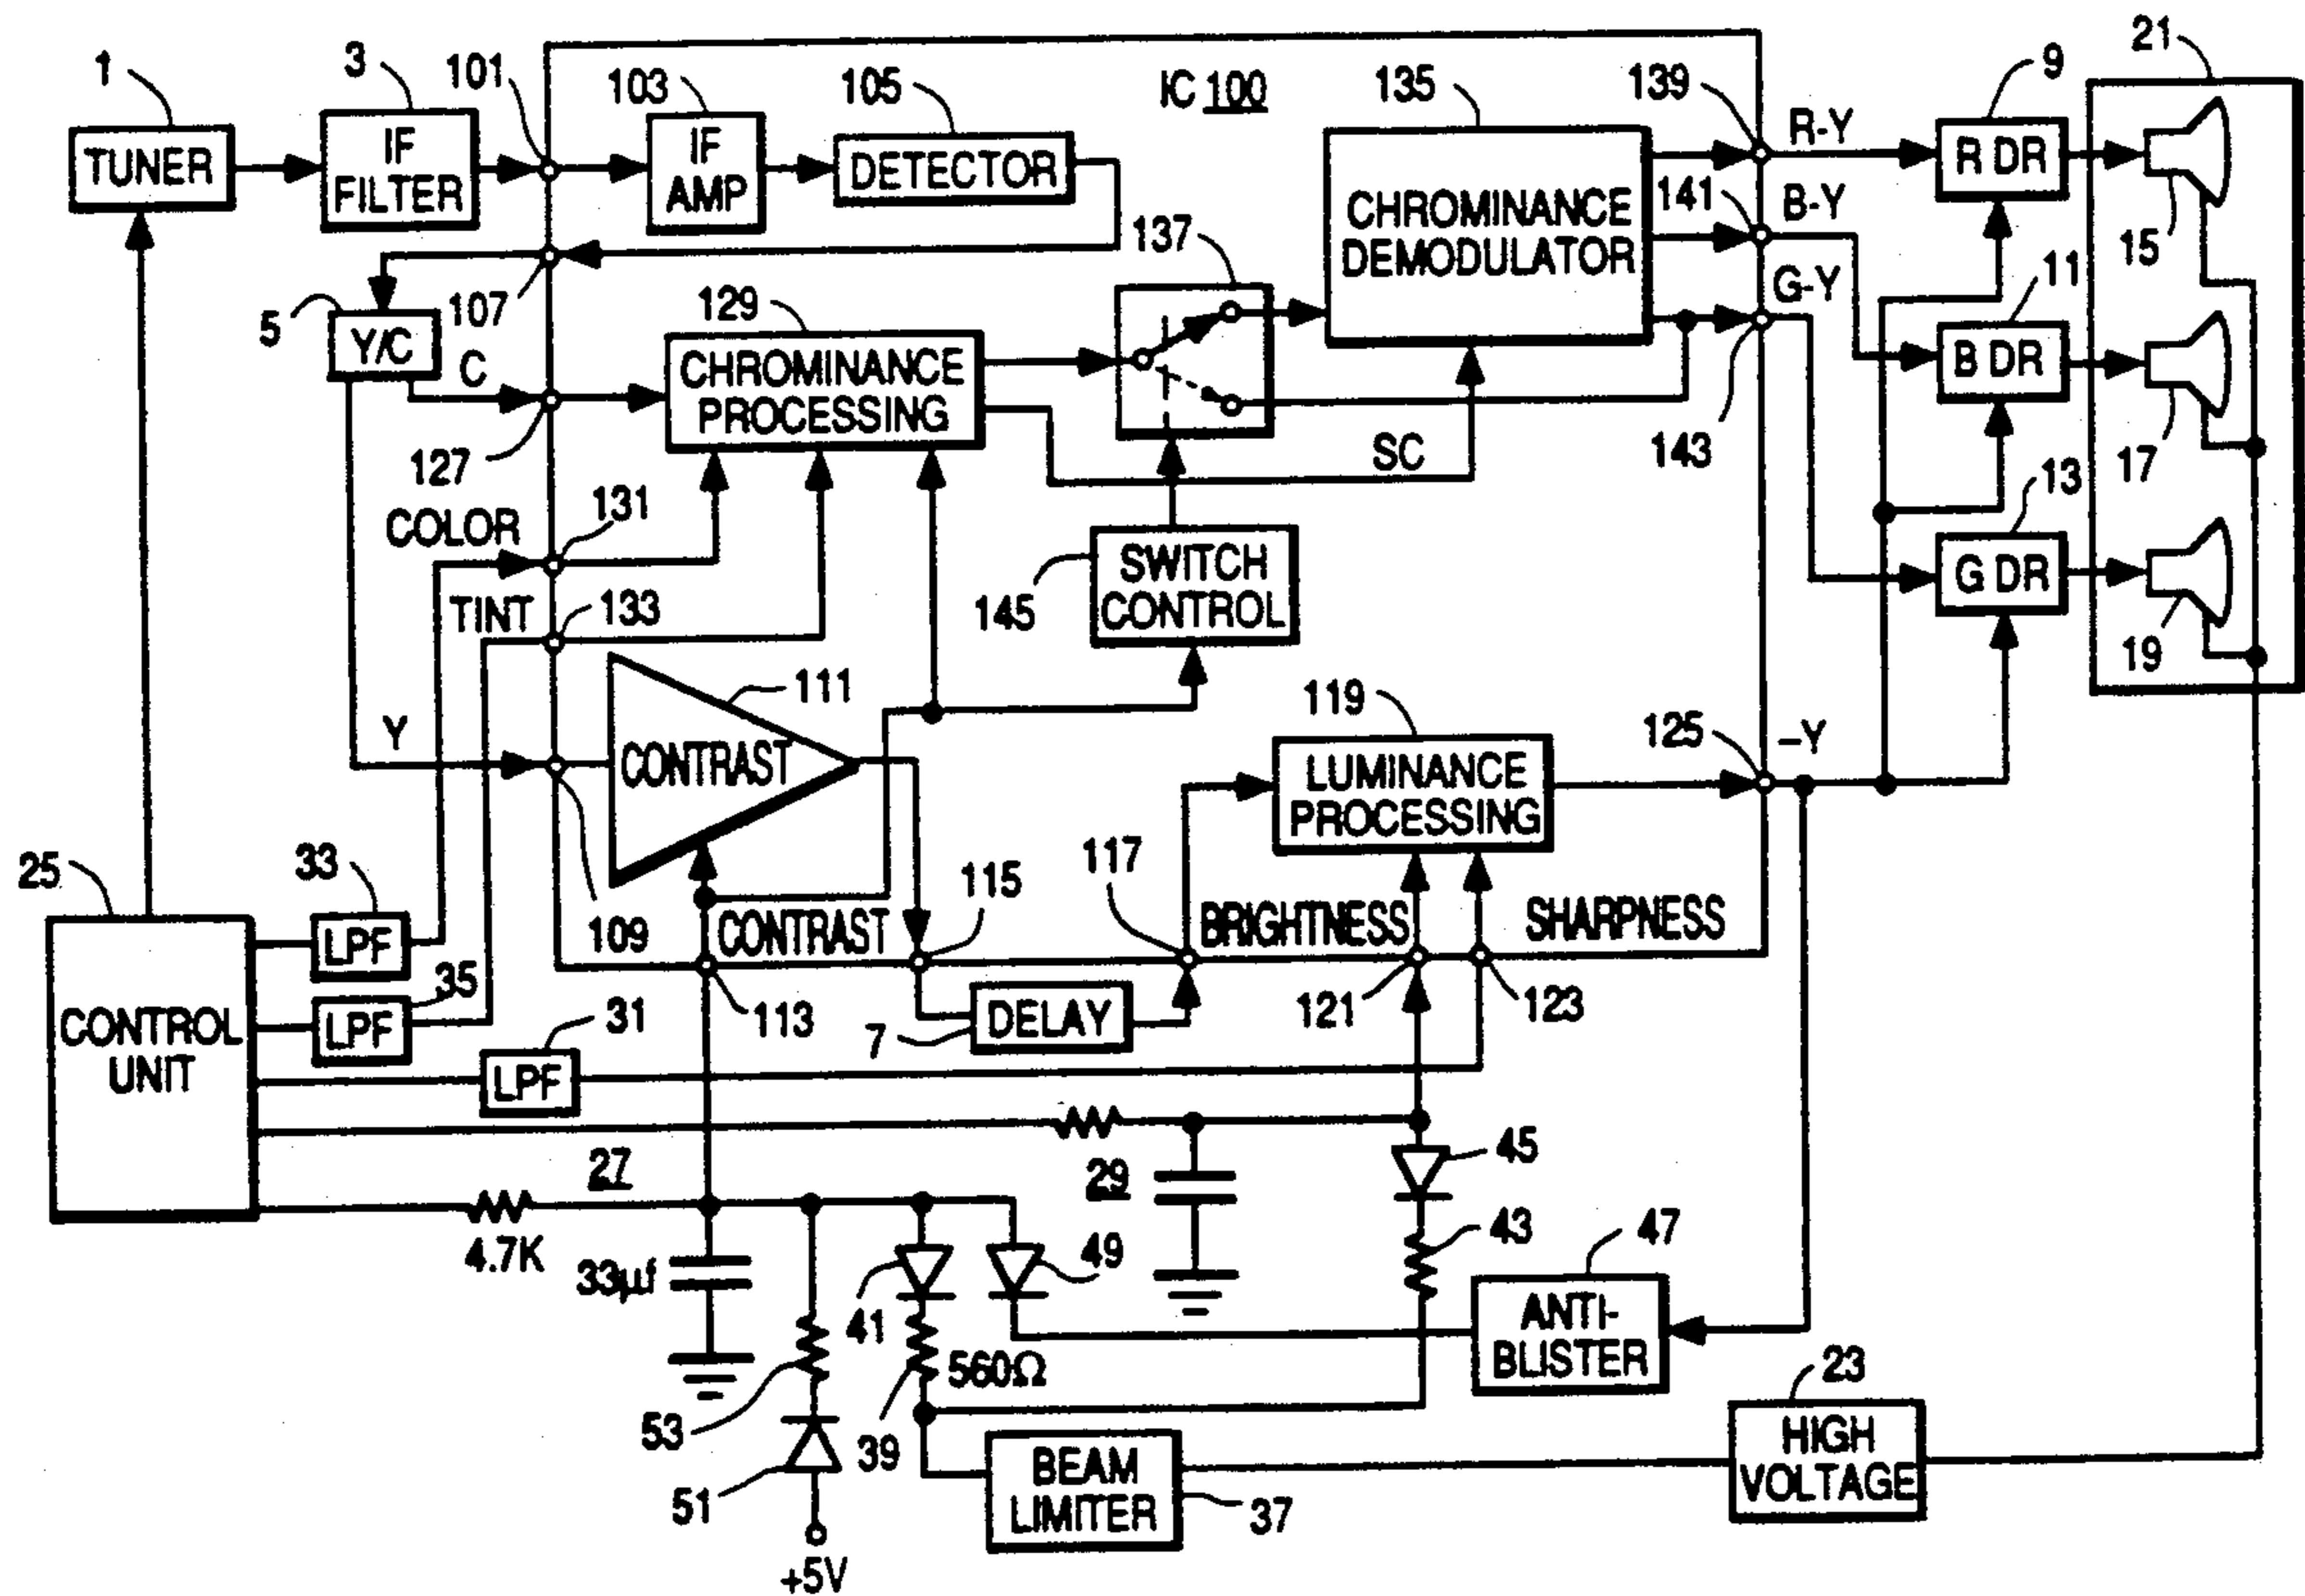 1
3
101
103
105
IC 100
135
139
9
21
TUNER
IF
FILTER
IF
AMP
DETECTOR
CHROMINANCE
DEMODULATOR
R-Y
R DR
15
141
B-Y
137
G-Y
11
5
Y/C
107
129
C
CHROMINANCE
PROCESSING
B DR
17
127
SC
143
COLOR
131
13
TINT
133
145
SWITCH
CONTROL
G DR
19
111
Y
CONTRAST
119
LUMINANCE
PROCESSING
125
-Y
25
33
LPF
109
CONTRAST
115
117
BRIGHTNESS
SHARPNESS
35
LPF
31
LPF
113
7
DELAY
121
123
CONTROL
UNIT
27
29
45
4.7K
33μf
41
49
43
47
ANTI-
BLISTER
53
39
560Ω
51
+5V
BEAM
LIMITER
37
23
HIGH
VOLTAGE